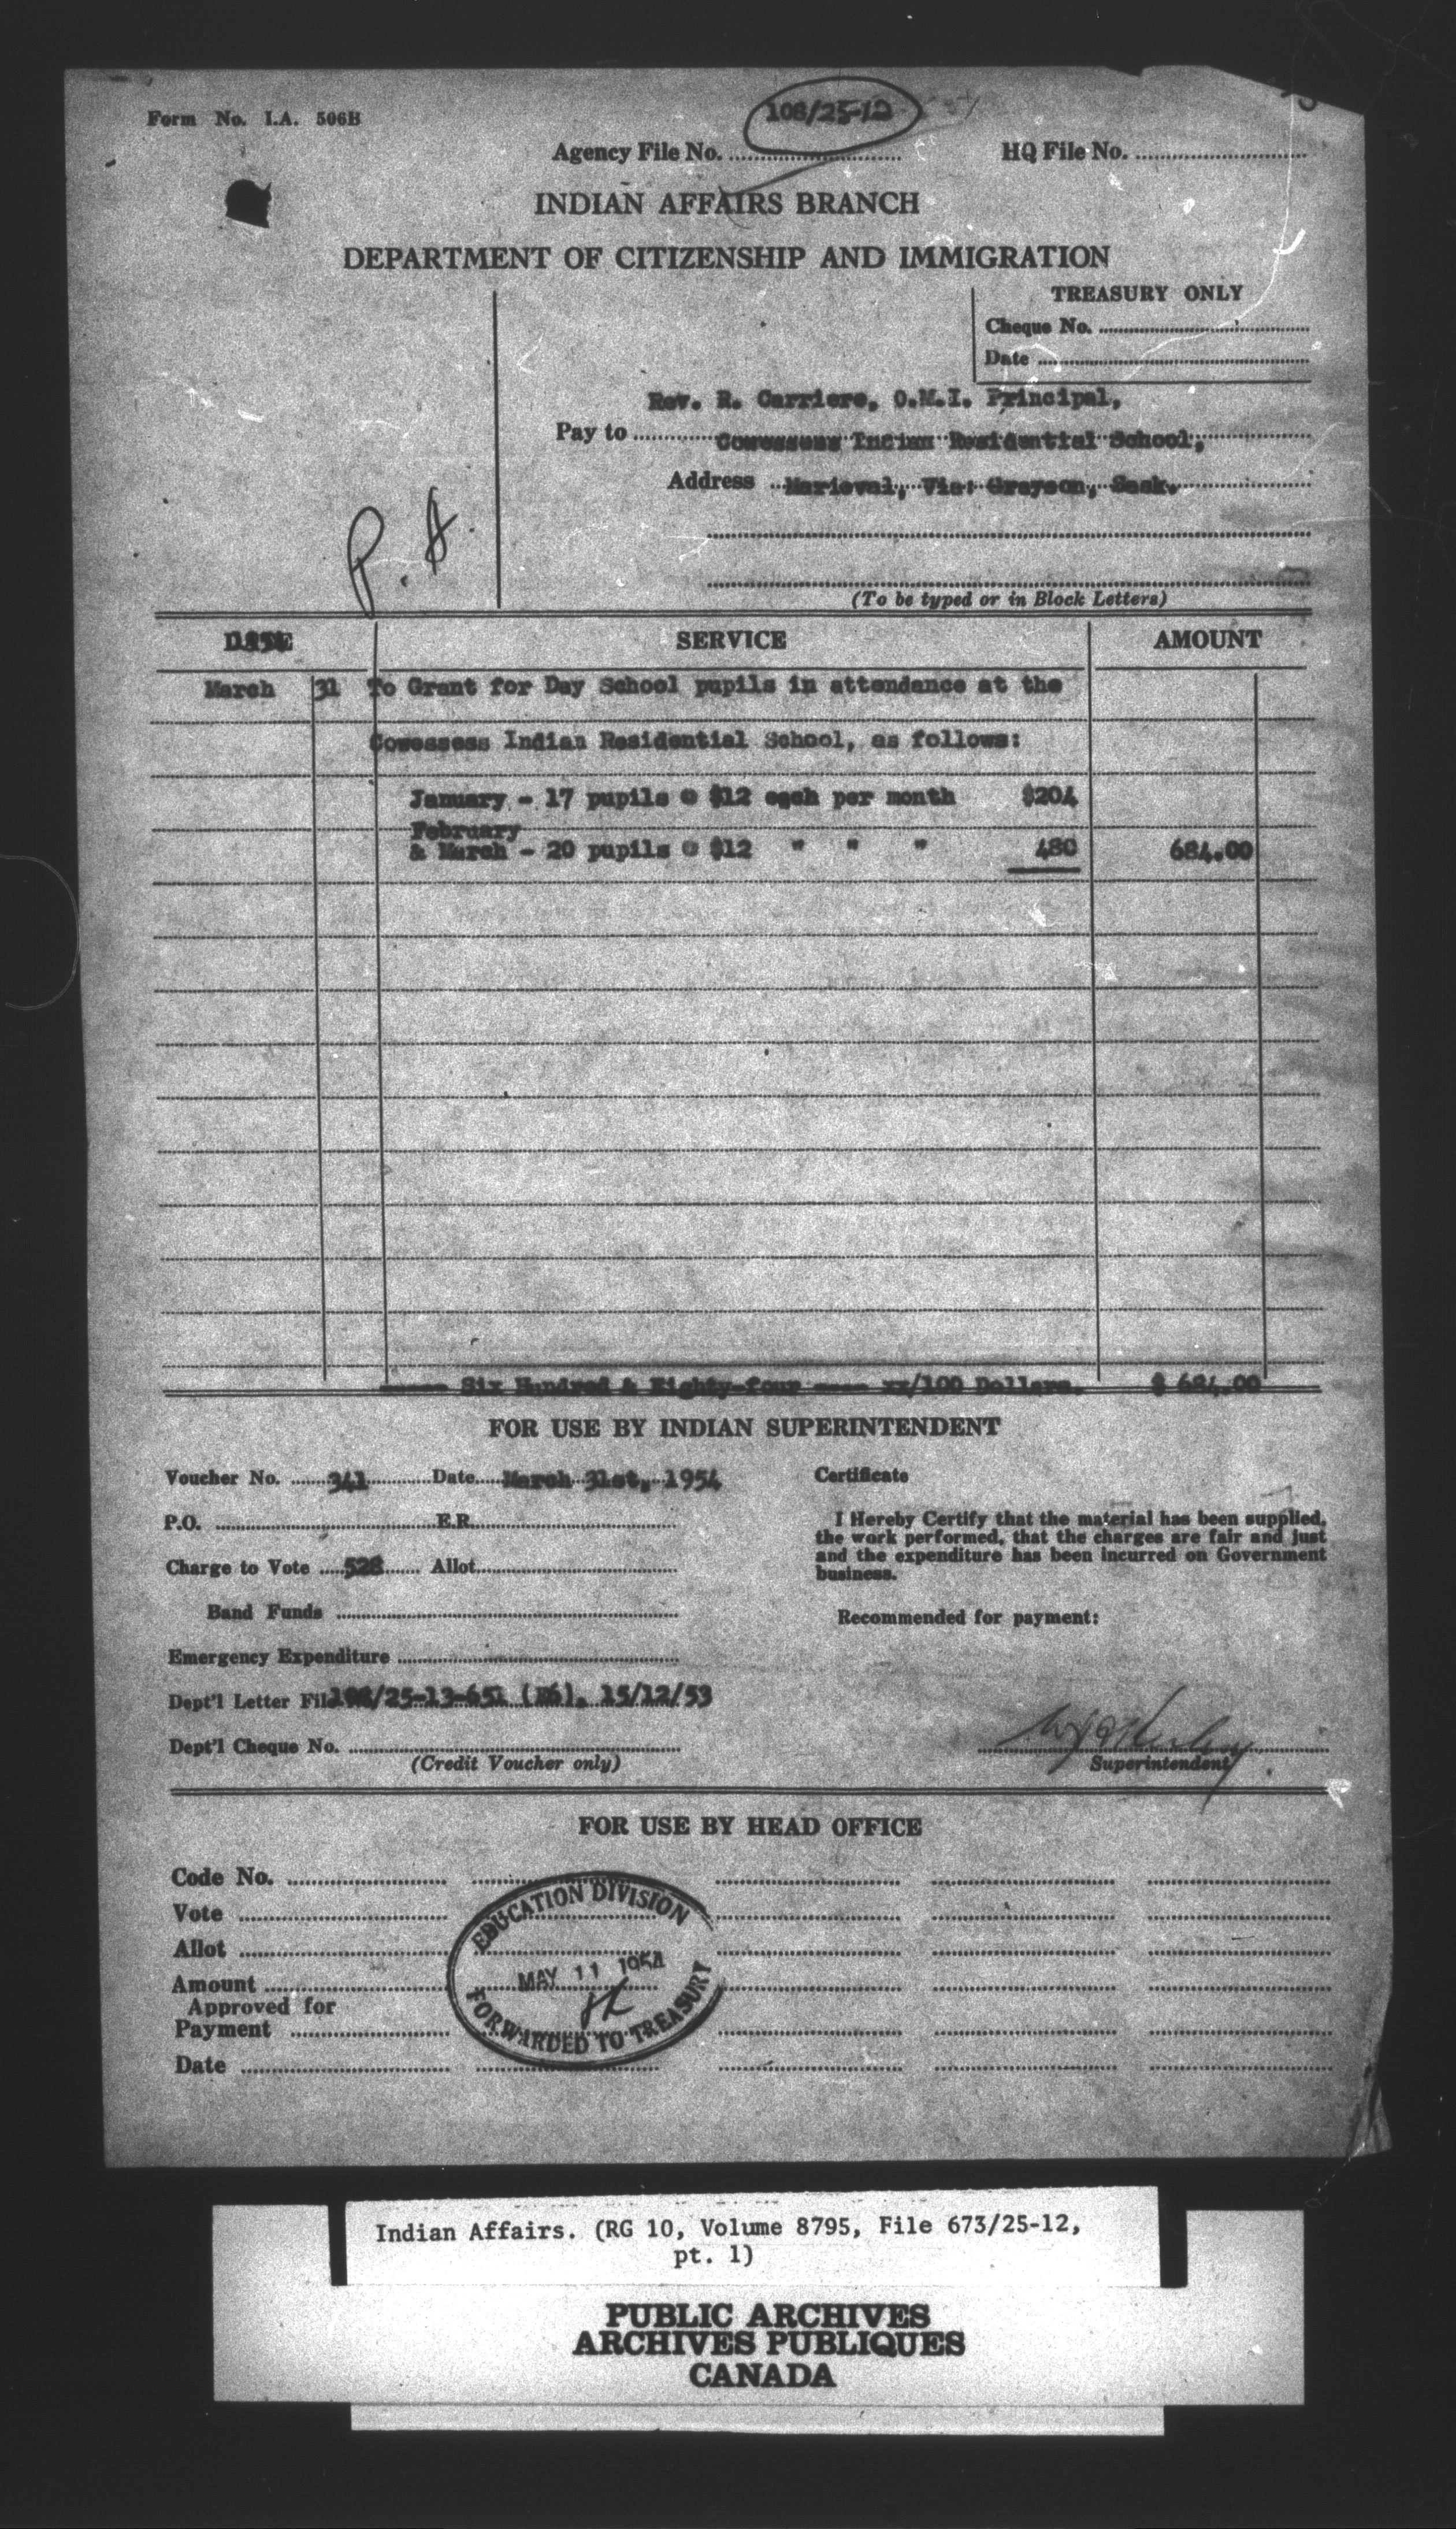 Form No. I.A. 506B
108/25-12
Agency File No. HQ File No.
INDIAN AFFAIRS BRANCH
DEPARTMENT OF CITIZENSHIP AND IMMIGRATION
TREASURY ONLY
Cheque No.
Date
Rev. R. Carriere, O.M.I. Principal,
Pay to Cowessess Indian Residential School,
Address Marieval, Via: Grayson, Sask.
P. A.
(To be typed or in Block Letters)
DATE 1954 SERVICE AMOUNT
March 31 To Grant for Day School pupils in attendance at the
Cowessess Indian Residential School, as follows:
January - 17 pupils @ $12 each per month $204
February
& March - 20 pupils @ $12 " " " 480 684.00
----- Six Hundred & Eighty-four ---- xx/100 Dollars. $ 684.00
FOR USE BY INDIAN SUPERINTENDENT
Voucher No. 341 Date March 31st, 1954
Certificate
P.O. E.R.
I Hereby Certify that the material has been supplied,
the work performed, that the charges are fair and just
and the expenditure has been incurred on Government
business.
Charge to Vote 528 Allot.
Band Funds
Recommended for payment:
Emergency Expenditure
Dept'l Letter File 108/25-13-651 (E6), 15/12/53
Dept'l Cheque No.
(Credit Voucher only)
Superintendent
FOR USE BY HEAD OFFICE
Code No.
Vote
Allot
Amount
Approved for
Payment
Date
EDUCATION DIVISION
MAY 11 1954
FORWARDED TO TREASURY
Indian Affairs. (RG 10, Volume 8795, File 673/25-12,
pt. 1)
PUBLIC ARCHIVES
ARCHIVES PUBLIQUES
CANADA